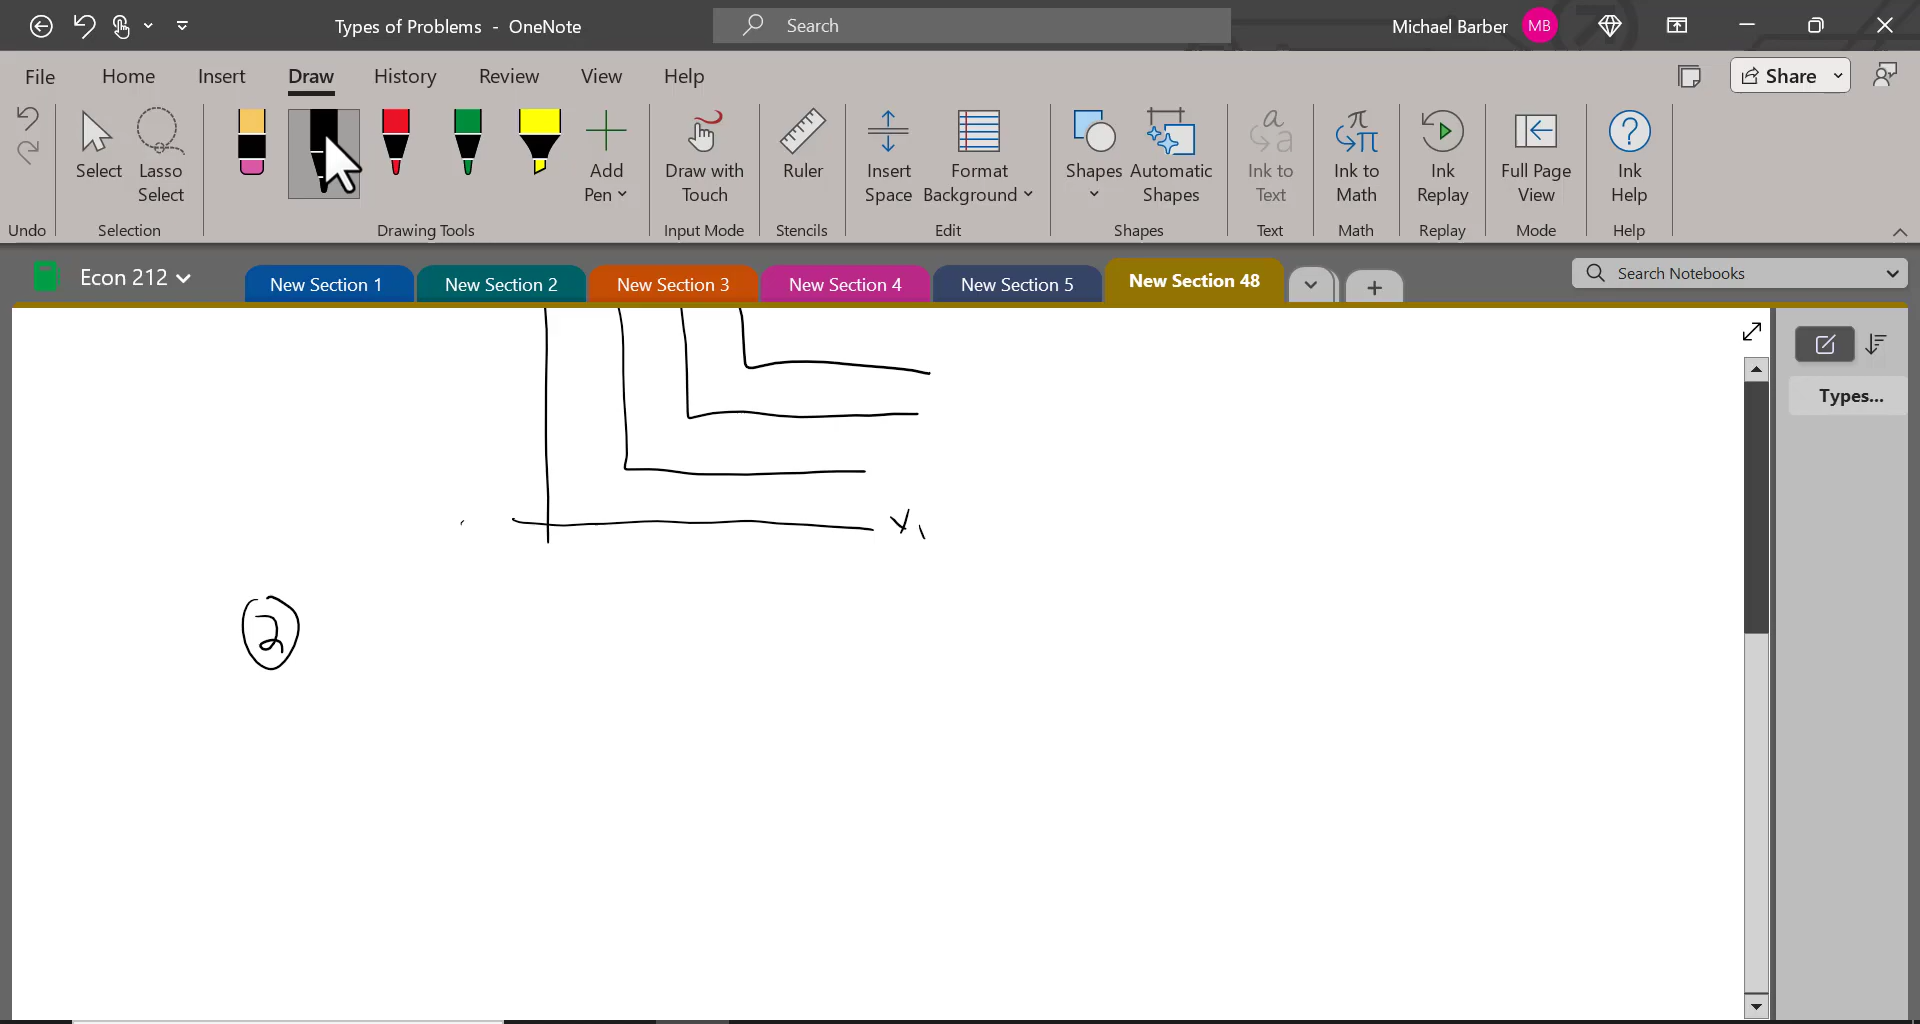 Types of Problems - OneNote
Search
Michael Barber
MB
File
Home
Insert
Draw
History
Review
View
Help
Share
Select
Lasso
Select
Add
Pen
Draw with
Touch
Ruler
Insert
Space
Format
Background
Shapes
Automatic
Shapes
Ink to
Text
Ink to
Math
Ink
Replay
Full Page
View
Ink
Help
Undo
Selection
Drawing Tools
Input Mode
Stencils
Edit
Shapes
Text
Math
Replay
Mode
Help
Econ 212
New Section 1
New Section 2
New Section 3
New Section 4
New Section 5
New Section 48
Search Notebooks
Types...
X₁
2